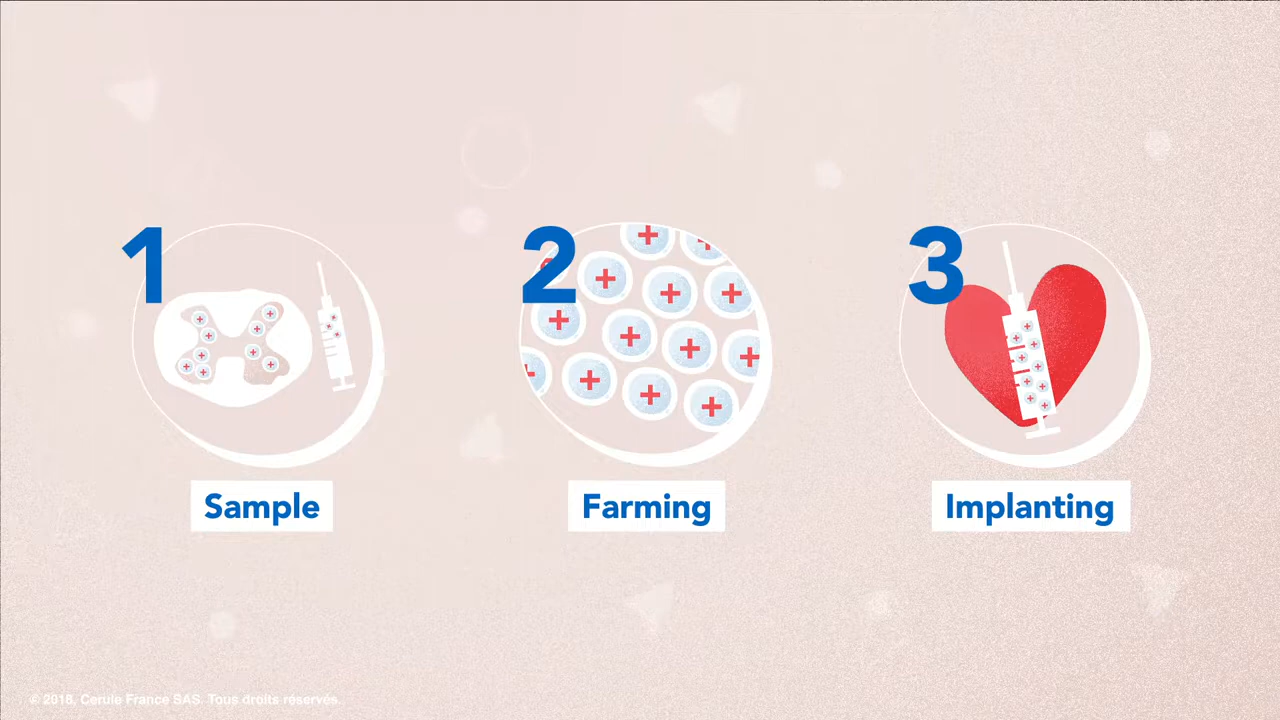 1
2
3
Sample
Farming
Implanting
© 2018, Cerule France SAS. Tous droits réservés.